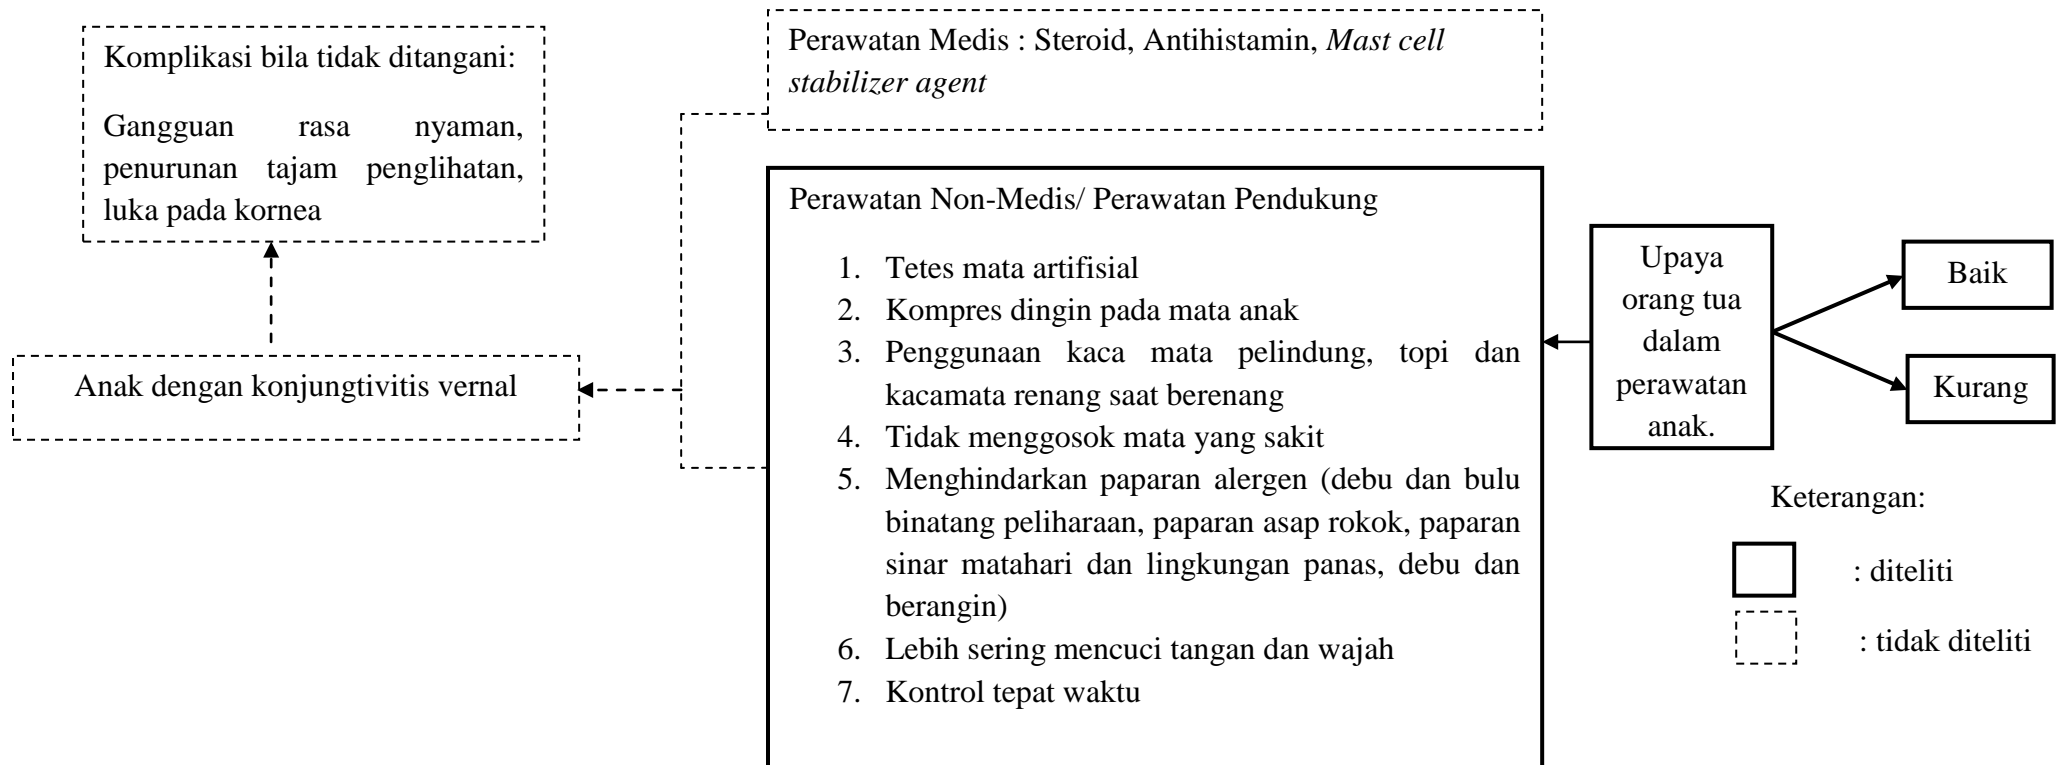 Komplikasi bila tidak ditangani:
Gangguan rasa nyaman,
penurunan tajam penglihatan,
luka pada kornea
Anak dengan konjungtivitis vernal
Perawatan Medis : Steroid, Antihistamin, Mast cell
stabilizer agent
Perawatan Non-Medis/ Perawatan Pendukung
1. Tetes mata artifisial
2. Kompres dingin pada mata anak
3. Penggunaan kaca mata pelindung, topi dan
kacamata renang saat berenang
4. Tidak menggosok mata yang sakit
5. Menghindarkan paparan alergen (debu dan bulu
binatang peliharaan, paparan asap rokok, paparan
sinar matahari dan lingkungan panas, debu dan
berangin)
6. Lebih sering mencuci tangan dan wajah
7. Kontrol tepat waktu
Upaya
orang tua
dalam
perawatan
anak.
Baik
Kurang
Keterangan:
: diteliti
: tidak diteliti